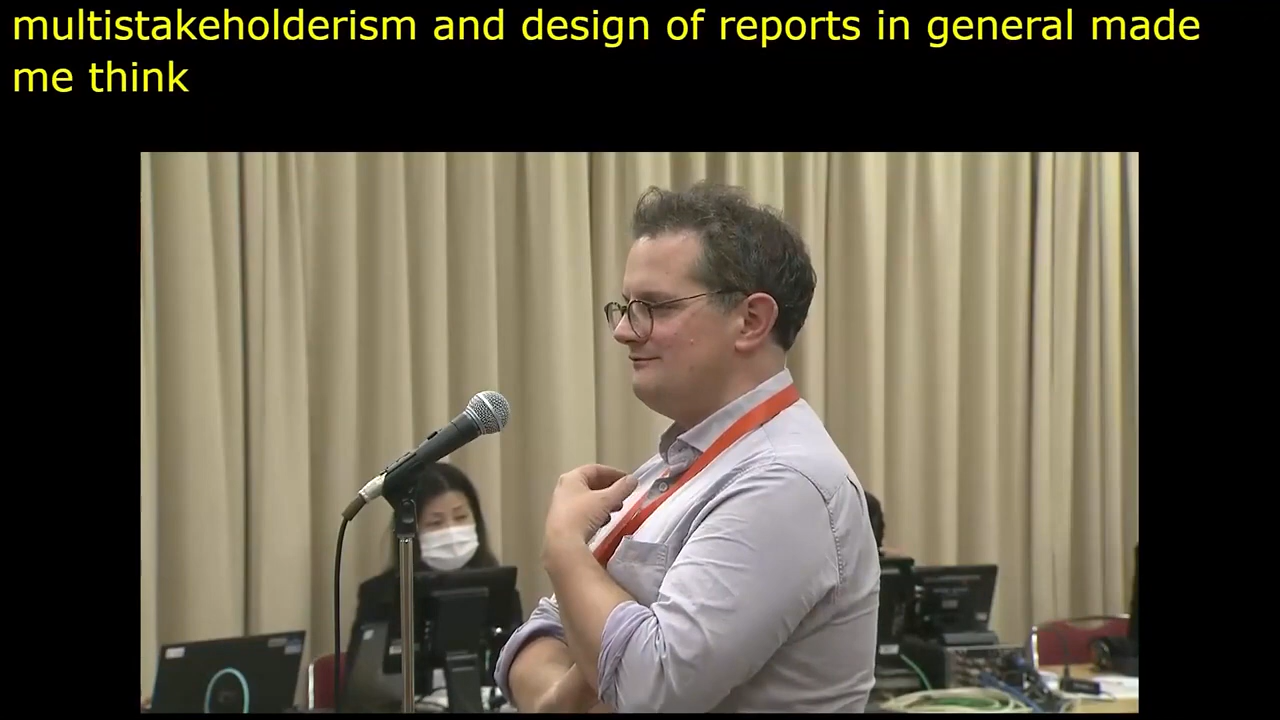 multistakeholderism and design of reports in general made
me think